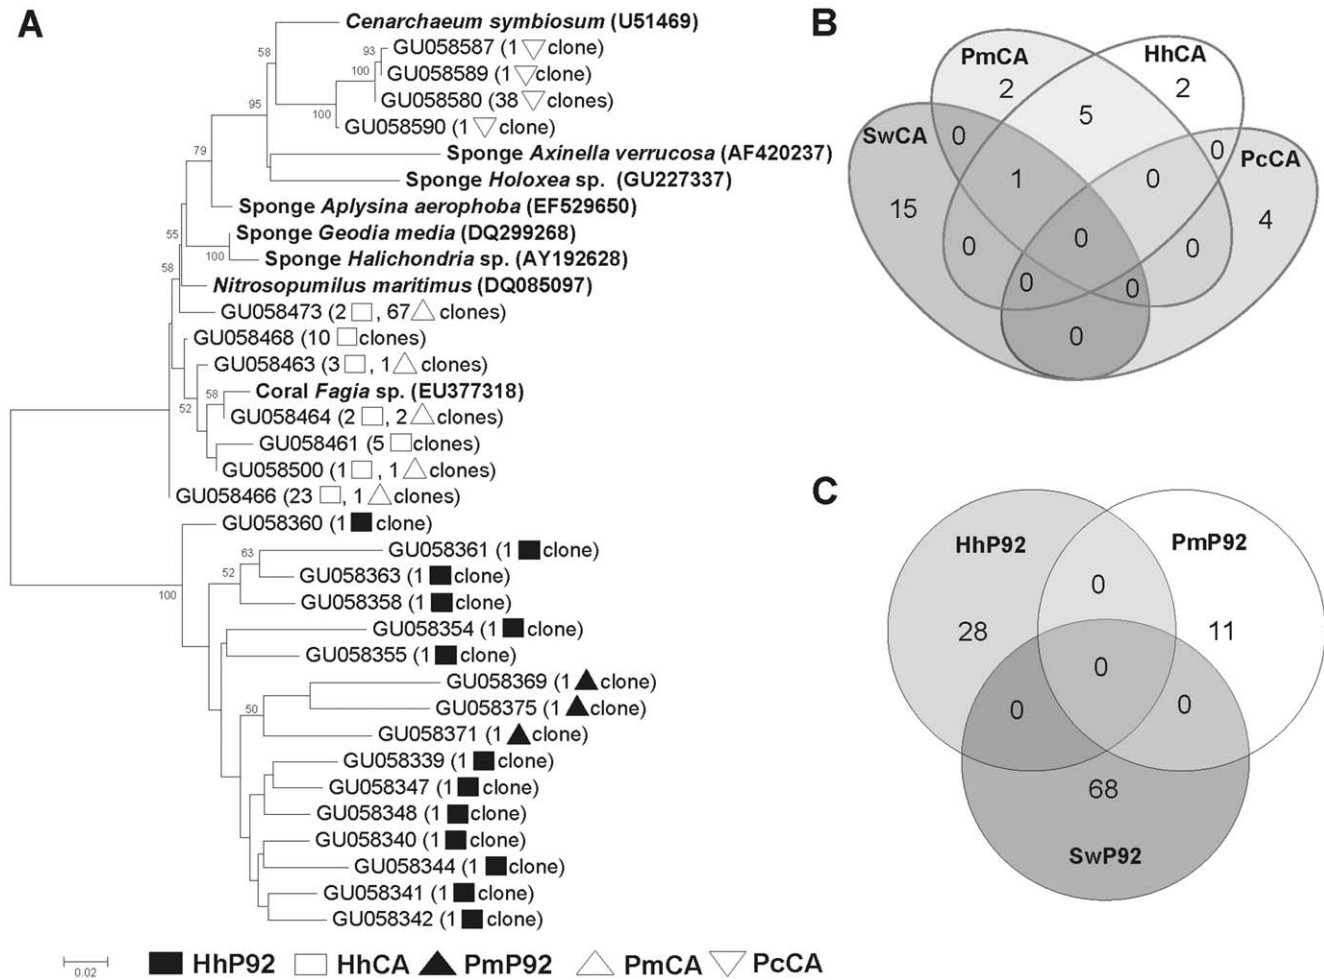 A
Cenarchaeum symbiosum (U51469)
GU058587 (1 clone)
GU058589 (1 clone)
GU058580 (38 clones)
GU058590 (1 clone)
Sponge Axinella verrucosa (AF420237)
Sponge Holoxea sp. (GU227337)
Sponge Aplysina aerophoba (EF529650)
Sponge Geodia media (DQ299268)
Sponge Halichondria sp. (AY192628)
Nitrosopumilus maritimus (DQ085097)
GU058473 (2 , 67 clones)
GU058468 (10 clones)
GU058463 (3 , 1 clones)
Coral Fagia sp. (EU377318)
GU058464 (2 , 2 clones)
GU058461 (5 clones)
GU058500 (1 , 1 clones)
GU058466 (23 , 1 clones)
GU058360 (1 clone)
GU058361 (1 clone)
GU058363 (1 clone)
GU058358 (1 clone)
GU058354 (1 clone)
GU058355 (1 clone)
GU058369 (1 clone)
GU058375 (1 clone)
GU058371 (1 clone)
GU058339 (1 clone)
GU058347 (1 clone)
GU058348 (1 clone)
GU058340 (1 clone)
GU058344 (1 clone)
GU058341 (1 clone)
GU058342 (1 clone)
58
93
100
100
95
79
55
100
58
58
52
100
63
52
50
0.02
HhP92 HhCA PmP92 PmCA PcCA
B
PmCA
HhCA
SwCA
PcCA
2
2
5
0
0
1
0
15
4
0
0
0
0
0
0
C
HhP92
PmP92
0
28
11
0
0
0
68
SwP92